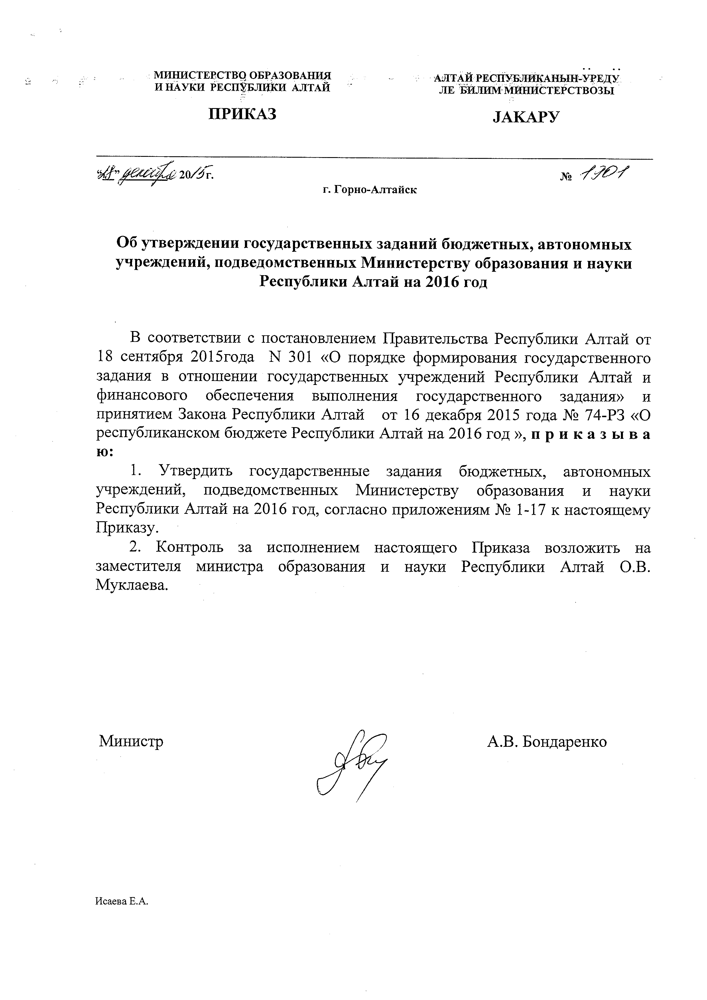 МИНИСТЕРСТВО ОБРАЗОВАНИЯ
И НАУКИ РЕСПУБЛИКИ АЛТАЙ
ПРИКАЗ
АЛТАЙ РЕСПУБЛИКАНЫН-УРЕДУ
ЛЕ БИЛИМ МИНИСТЕРСТВОЗЫ
JАКАРУ
декабря 2015 г.
№
г. Горно-Алтайск
Об утверждении государственных заданий бюджетных, автономных
учреждений, подведомственных Министерству образования и науки
Республики Алтай на 2016 год
В соответствии с постановлением Правительства Республики Алтай от
18 сентября 2015года N 301 «О порядке формирования государственного
задания в отношении государственных учреждений Республики Алтай и
финансового обеспечения выполнения государственного задания» и
принятием Закона Республики Алтай от 16 декабря 2015 года № 74-РЗ «О
республиканском бюджете Республики Алтай на 2016 год », п р и к а з ы в а
ю:
1. Утвердить государственные задания бюджетных, автономных
учреждений, подведомственных Министерству образования и науки
Республики Алтай на 2016 год, согласно приложениям № 1-17 к настоящему
Приказу.
2. Контроль за исполнением настоящего Приказа возложить на
заместителя министра образования и науки Республики Алтай О.В.
Муклаева.
Министр
А.В. Бондаренко
Исаева Е.А.